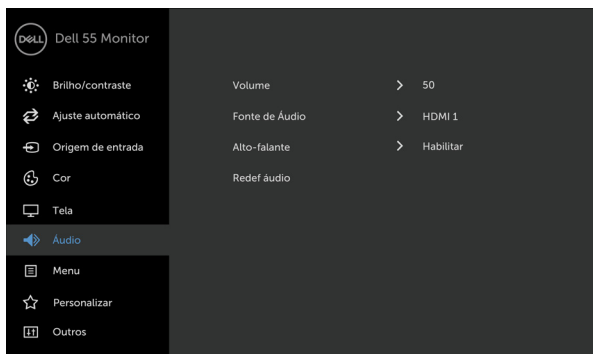 DELL Dell 55 Monitor
Brilho/contraste
Ajuste automático
Origem de entrada
Cor
Tela
Áudio
Menu
Personalizar
Outros
Volume > 50
Fonte de Áudio > HDMI 1
Alto-falante > Habilitar
Redef áudio